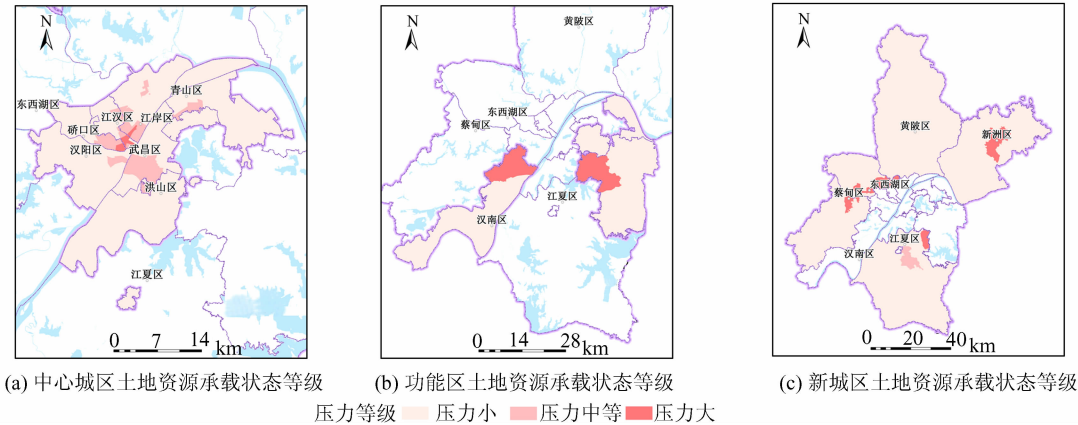 N
东西湖区
青山区
江汉区
江岸区
硚口区
汉阳区
武昌区
洪山区
江夏区
0 7 14 km
(a) 中心城区土地资源承载状态等级
N
黄陂区
东西湖区
蔡甸区
江夏区
汉南区
0 14 28 km
(b) 功能区土地资源承载状态等级
N
黄陂区
新洲区
东西湖区
蔡甸区
江夏区
汉南区
0 20 40 km
(c) 新城区土地资源承载状态等级
压力等级 压力小 压力中等 压力大